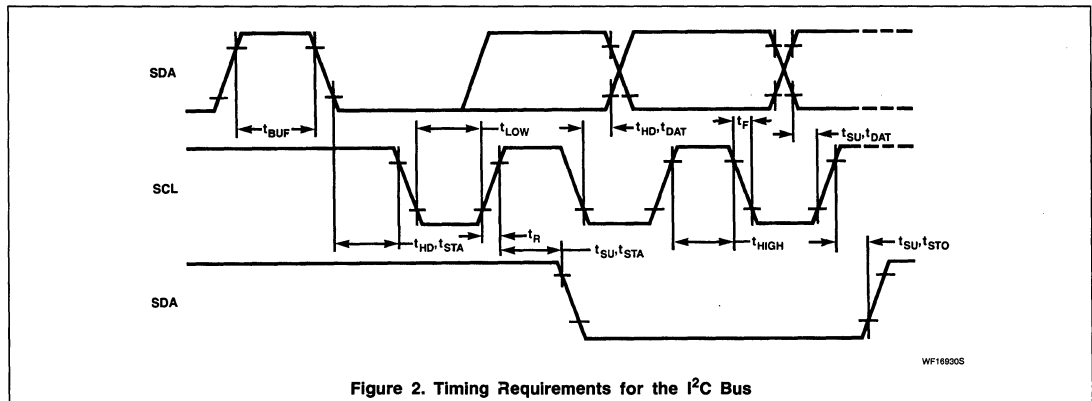 SDA
tBUF
tLOW
tHD,tDAT
tF
tSU,tDAT
SCL
tHD,tSTA
tR
tSU,tSTA
tHIGH
tSU,tSTO
SDA
WF16930S
Figure 2. Timing Requirements for the I²C Bus